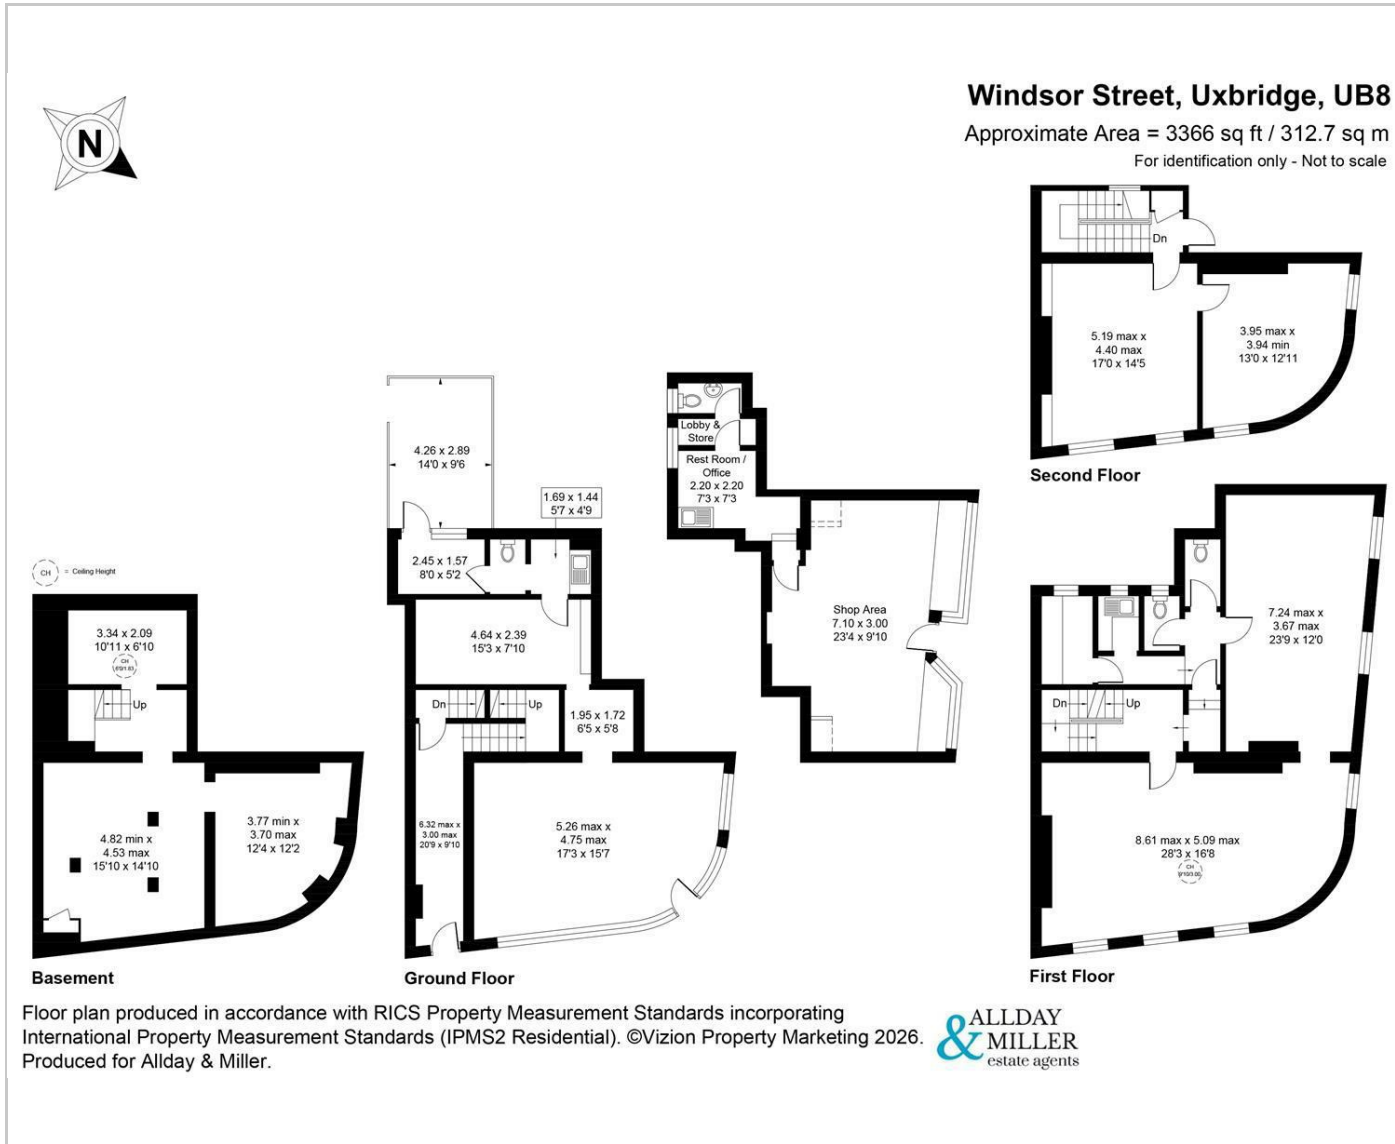 Windsor Street, Uxbridge, UB8
Approximate Area = 3366 sq ft / 312.7 sq m
For identification only - Not to scale
N
Dn
5.19 max x
4.40 max
17'0 x 14'5
3.95 max x
3.94 min
13'0 x 12'11
Second Floor
4.26 x 2.89
14'0 x 9'6
1.69 x 1.44
5'7 x 4'9
2.45 x 1.57
8'0 x 5'2
4.64 x 2.39
15'3 x 7'10
Dn
Up
1.95 x 1.72
6'5 x 5'8
6.32 max x
3.00 max
20'9 x 9'10
5.26 max x
4.75 max
17'3 x 15'7
Ground Floor
Lobby &
Store
Rest Room /
Office
2.20 x 2.20
7'3 x 7'3
Shop Area
7.10 x 3.00
23'4 x 9'10
CH
= Ceiling Height
3.34 x 2.09
10'11 x 6'10
CH
Up
4.82 min x
4.53 max
15'10 x 14'10
3.77 min x
3.70 max
12'4 x 12'2
Basement
7.24 max x
3.67 max
23'9 x 12'0
Dn
Up
8.61 max x 5.09 max
28'3 x 16'8
CH
First Floor
Floor plan produced in accordance with RICS Property Measurement Standards incorporating
International Property Measurement Standards (IPMS2 Residential). ©Vizion Property Marketing 2026.
Produced for Allday & Miller.
ALLDAY
& MILLER
estate agents